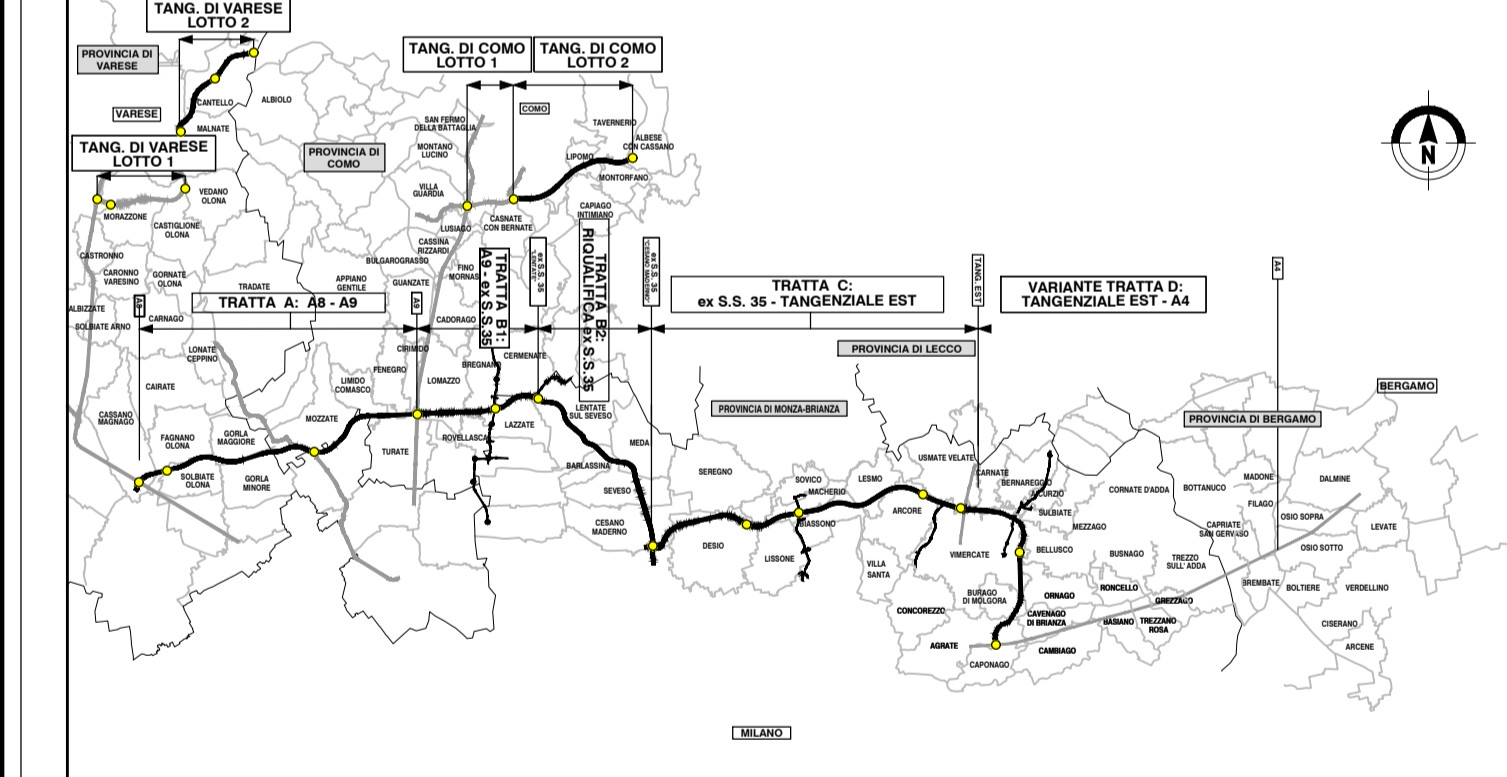 TANG. DI VARESE
LOTTO 2
PROVINCIA DI
VARESE
VARESE
CANTELLO
ALBIOLO
MALNATE
TANG. DI VARESE
LOTTO 1
VEDANO
OLONA
MORAZZONE
CASTIGLIONE
OLONA
PROVINCIA DI
COMO
TANG. DI COMO
LOTTO 1
TANG. DI COMO
LOTTO 2
COMO
SAN FERMO
DELLA BATTAGLIA
MONTANO
LUCINO
VILLA
GUARDIA
TAVERNERIO
ALBESE
CON CASSANO
LIPOMO
MONTORFANO
CAPIAGO
INTIMIANO
CASNATE
CON BERNATE
LUSIAGO
CASSINA
RIZZARDI
BULGAROGRASSO
FINO
MORNAS
GUANZATE
APPIANO
GENTILE
CASTRONNO
CARONNO
VARESINO
GORNATE
OLONA
TRADATE
ALBIZZATE
SOLBIATE ARNO
CARNAGO
A8
TRATTA A: A8 - A9
A9
TRATTA B1:
A9 - ex S.S.35
ex S.S. 35
"LENTATE"
TRATTA B2:
RIQUALIFICA ex S.S.35
ex S.S. 35
"CESANO MADERNO"
TRATTA C:
ex S.S. 35 - TANGENZIALE EST
TANG. EST
VARIANTE TRATTA D:
TANGENZIALE EST - A4
A4
N
CADORAGO
CIRIMIDO
FENEGRO
LOMAZZO
BREGNANO
CERMENATE
LONATE
CEPPINO
CAIRATE
LIMIDO
COMASCO
MOZZATE
CASSANO
MAGNAGO
FAGNANO
OLONA
GORLA
MAGGIORE
SOLBIATE
OLONA
GORLA
MINORE
TURATE
ROVELLASCA
LAZZATE
LENTATE
SUL SEVESO
BARLASSINA
MEDA
SEVESO
CESANO
MADERNO
PROVINCIA DI LECCO
PROVINCIA DI MONZA-BRIANZA
PROVINCIA DI BERGAMO
BERGAMO
SEREGNO
SOVICO
MACHERIO
BIASSONO
DESIO
LISSONE
LESMO
ARCORE
USMATE VELATE
CARNATE
BERNAREGGIO
AICURZIO
SULBIATE
MEZZAGO
CORNATE D'ADDA
BOTTANUCO
MADONE
FILAGO
DALMINE
OSIO SOPRA
CAPRIATE
SAN GERVASO
LEVATE
OSIO SOTTO
VILLA
SANTA
VIMERCATE
BELLUSCO
BUSNAGO
TREZZO
SULL' ADDA
BREMBATE
BOLTIERE
VERDELLINO
BURAGO
DI MOLGORA
ORNAGO
RONCELLO
GREZZAGO
CONCOREZZO
CAVENAGO
DI BRIANZA
BASIANO
TREZZANO
ROSA
CISERANO
ARCENE
AGRATE
CAPONAGO
CAMBIAGO
MILANO